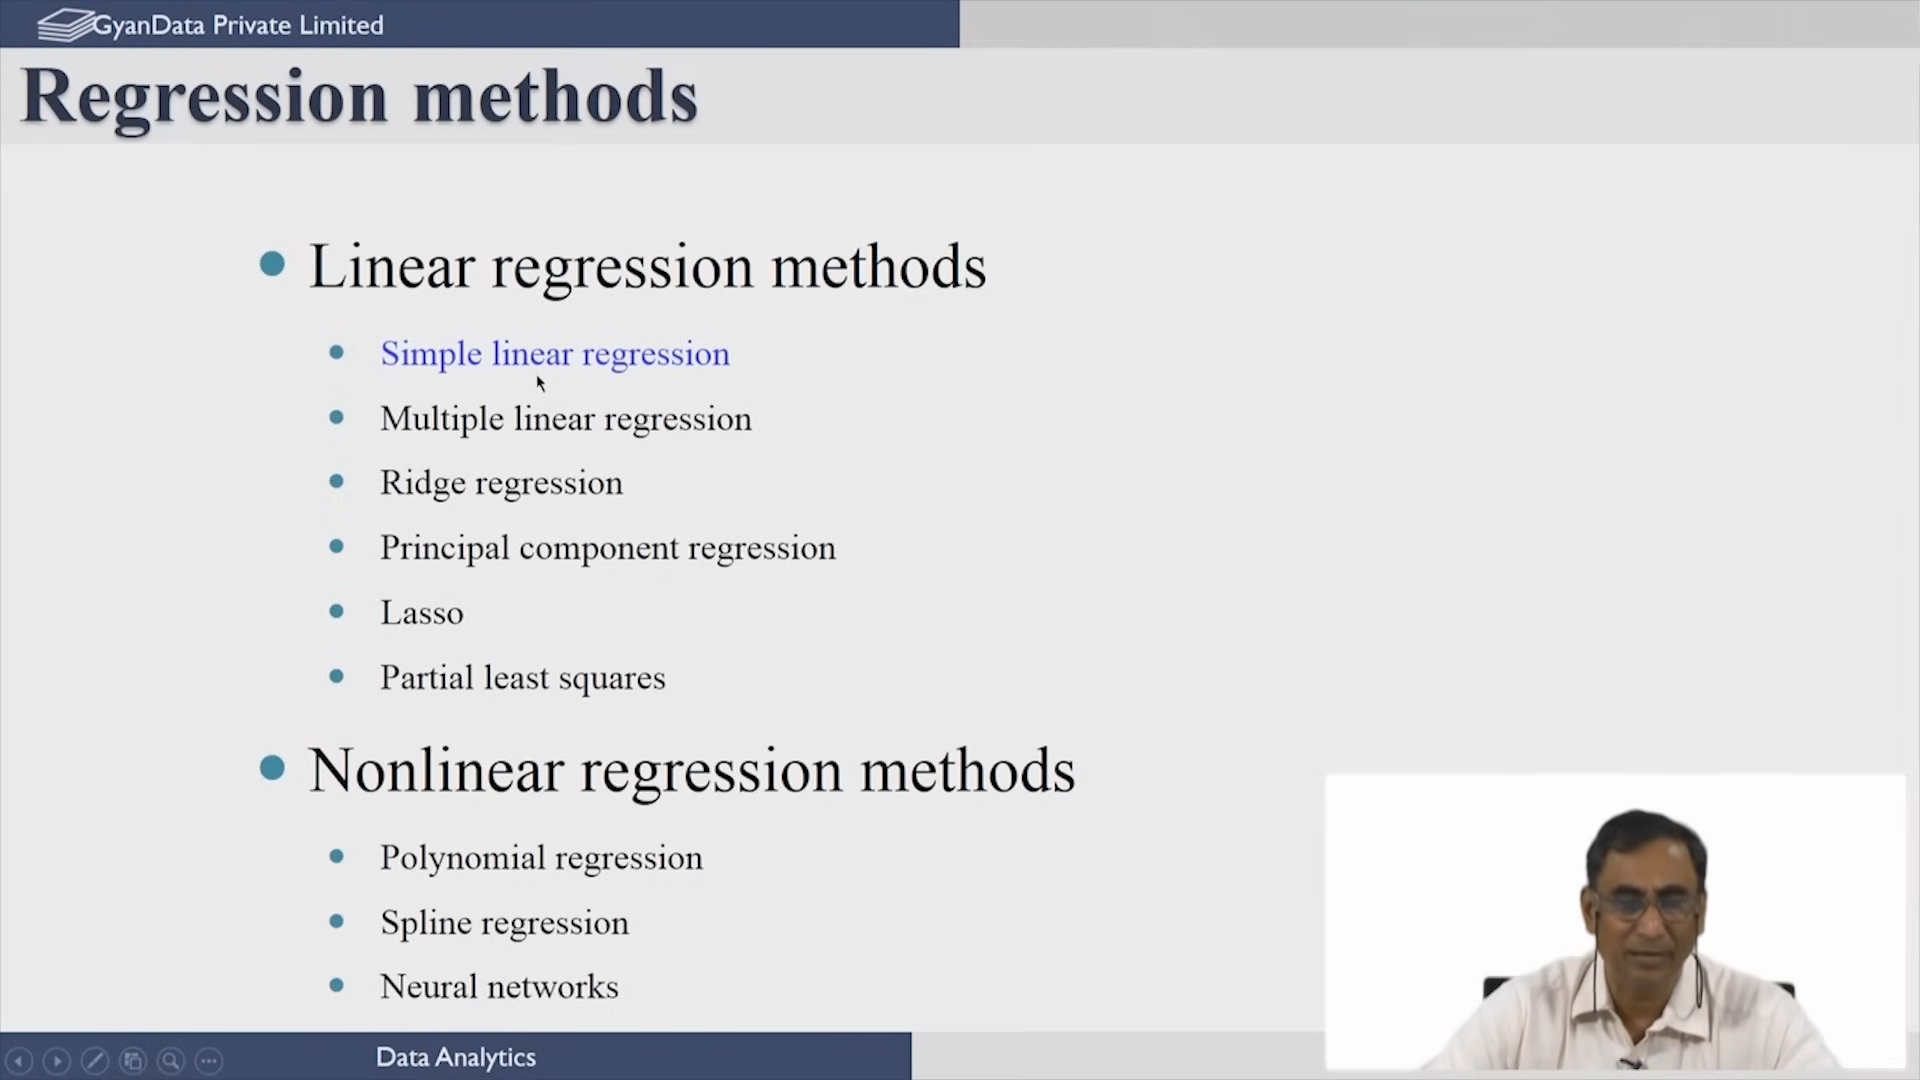 GyanData Private Limited
Regression methods
Linear regression methods
Simple linear regression
Multiple linear regression
Ridge regression
Principal component regression
Lasso
Partial least squares
Nonlinear regression methods
Polynomial regression
Spline regression
Neural networks
Data Analytics